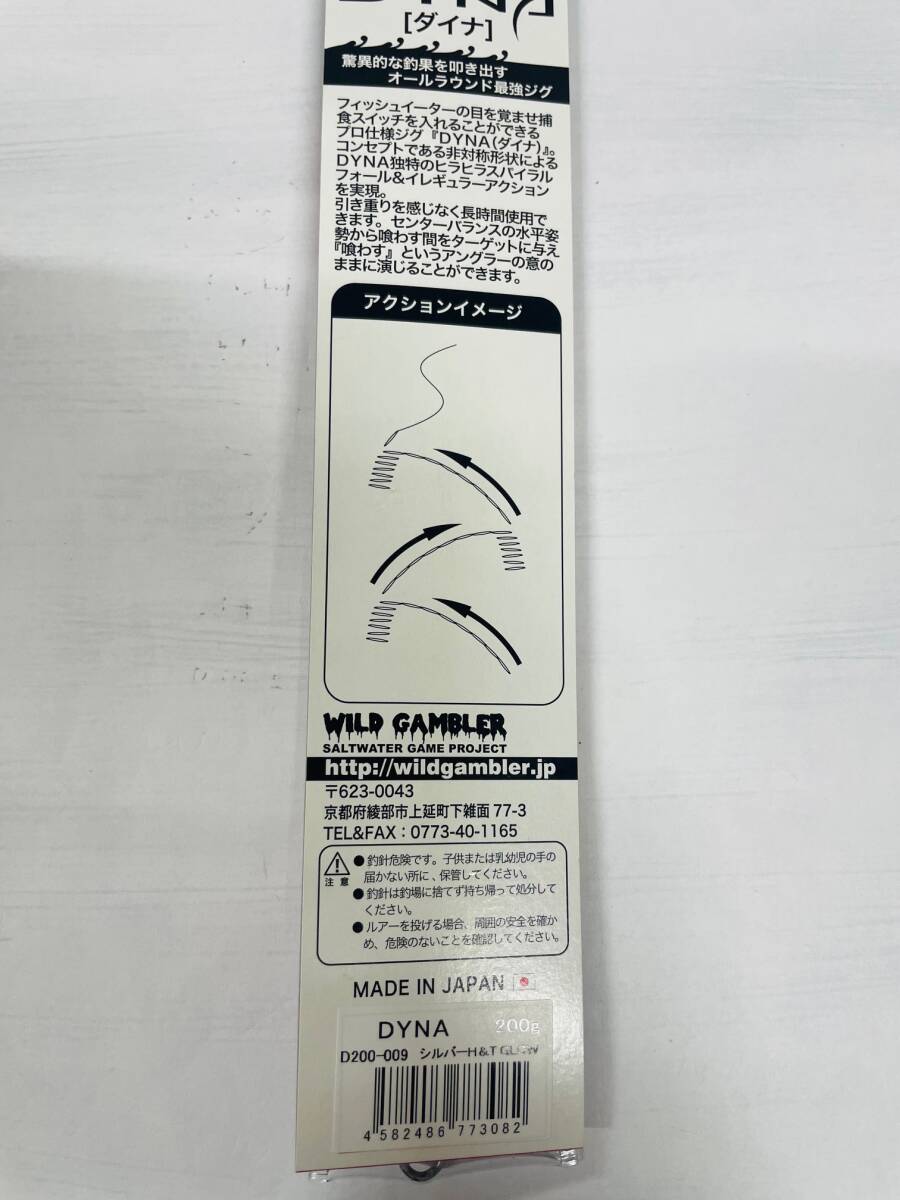 [ダイナ]
驚異的な釣果を叩き出す
オールラウンド最強ジグ
フィッシュイーターの目を覚ませ捕
食スイッチを入れることができる
プロ仕様ジグ『DYNA(ダイナ)』。
コンセプトである非対称形状による
DYNA独特のヒラヒラスパイラル
フォール&イレギュラーアクション
を実現。
引き重りを感じなく長時間使用で
きます。センターバランスの水平姿
勢から喰わす間をターゲットに与え
『喰わす』というアングラーの意の
ままに演じることができます。
アクションイメージ
WILD GAMBLER
SALTWATER GAME PROJECT
http://wildgambler.jp
〒623-0043
京都府綾部市上延町下雑面77-3
TEL&FAX：0773-40-1165
注 意
●釣針危険です。子供または乳幼児の手の
届かない所に、保管してください。
●釣針は釣場に捨てず持ち帰って処分して
ください。
●ルアーを投げる場合、周囲の安全を確か
め、危険のないことを確認してください。
MADE IN JAPAN
DYNA 200g
D200-009 シルバーH&T GLOW
4 582486 773082